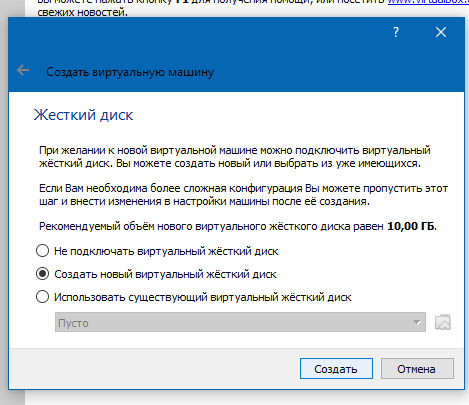 Вы можете нажать кнопку F1 для получения помощи, или посетить www.virtualbox.
свежих новостей.
?
Создать виртуальную машину
Жесткий диск
При желании к новой виртуальной машине можно подключить виртуальный
жёсткий диск. Вы можете создать новый или выбрать из уже имеющихся.
Если Вам необходима более сложная конфигурация Вы можете пропустить этот
шаг и внести изменения в настройки машины после её создания.
Рекомендуемый объём нового виртуального жёсткого диска равен 10,00 ГБ.
Не подключать виртуальный жёсткий диск
Создать новый виртуальный жёсткий диск
Использовать существующий виртуальный жёсткий диск
Пусто
Создать
Отмена